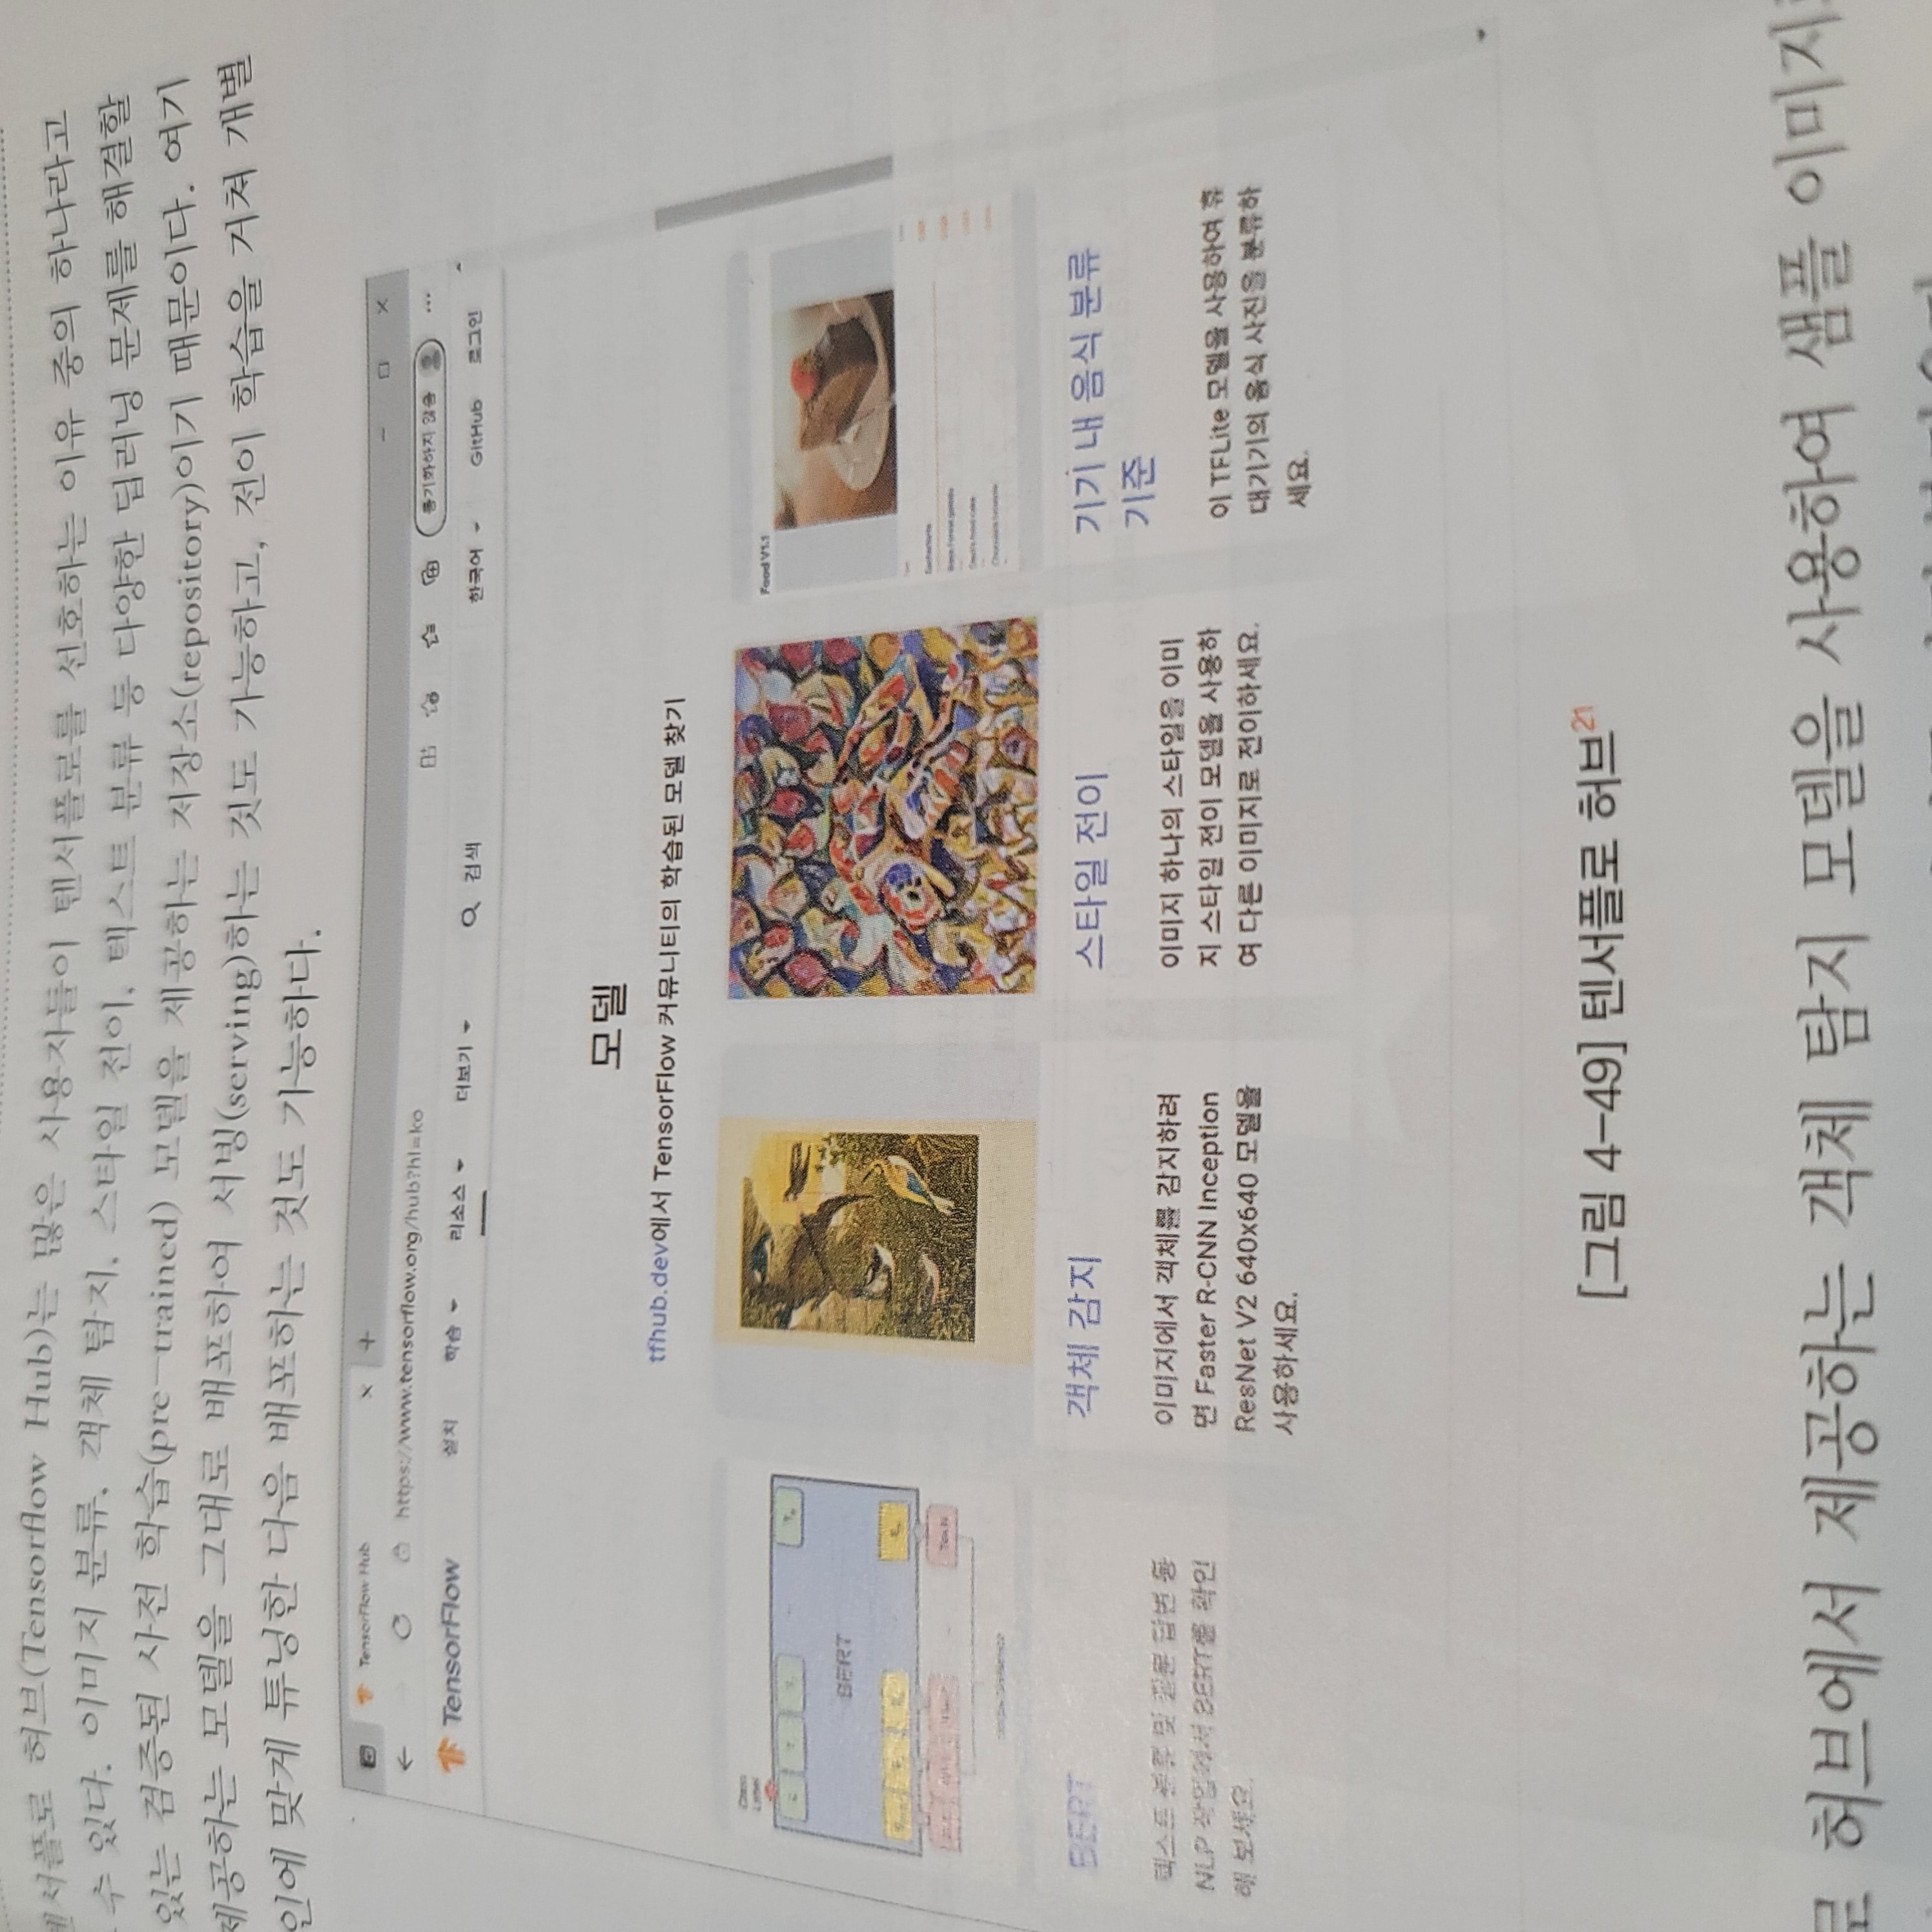 텐서플로 허브(Tensorflow Hub)는 많은 사용자들이 텐서플로를 선호하는 이유 중의 하나라고
수 있다. 이미지 분류, 객체 탐지, 스타일 전이, 텍스트 분류 등 다양한 딥러닝 문제를 해결할
있는 검증된 사전 학습(pre-trained) 모델을 제공하는 저장소(repository)이기 때문이다. 여기
제공하는 모델을 그대로 배포하여 서빙(serving)하는 것도 가능하고, 전이 학습을 거쳐 개별
인에 맞게 튜닝한 다음 배포하는 것도 가능하다.
TensorFlow Hub
https://www.tensorflow.org/hub?hl=ko
동기화하지 않음
TensorFlow 설치 학습 리소스 더보기 검색 한국어 GitHub 로그인
모델
tfhub.dev에서 TensorFlow 커뮤니티의 학습된 모델 찾기
Class
Label
BERT
Tok N
Food V1.1
BERT
텍스트 분류 및 질문 답변 등
NLP 작업에서 BERT를 확인
해 보세요.
객체 감지
이미지에서 객체를 감지하려
면 Faster R-CNN Inception
ResNet V2 640x640 모델을
사용하세요.
스타일 전이
이미지 하나의 스타일을 이미
지 스타일 전이 모델을 사용하
여 다른 이미지로 전이하세요.
기기 내 음식 분류
기준
이 TFLite 모델을 사용하여 휴
대기기의 음식 사진을 분류하
세요.
[그림 4-49] 텐서플로 허브21
로 허브에서 제공하는 객체 탐지 모델을 사용하여 샘플 이미지